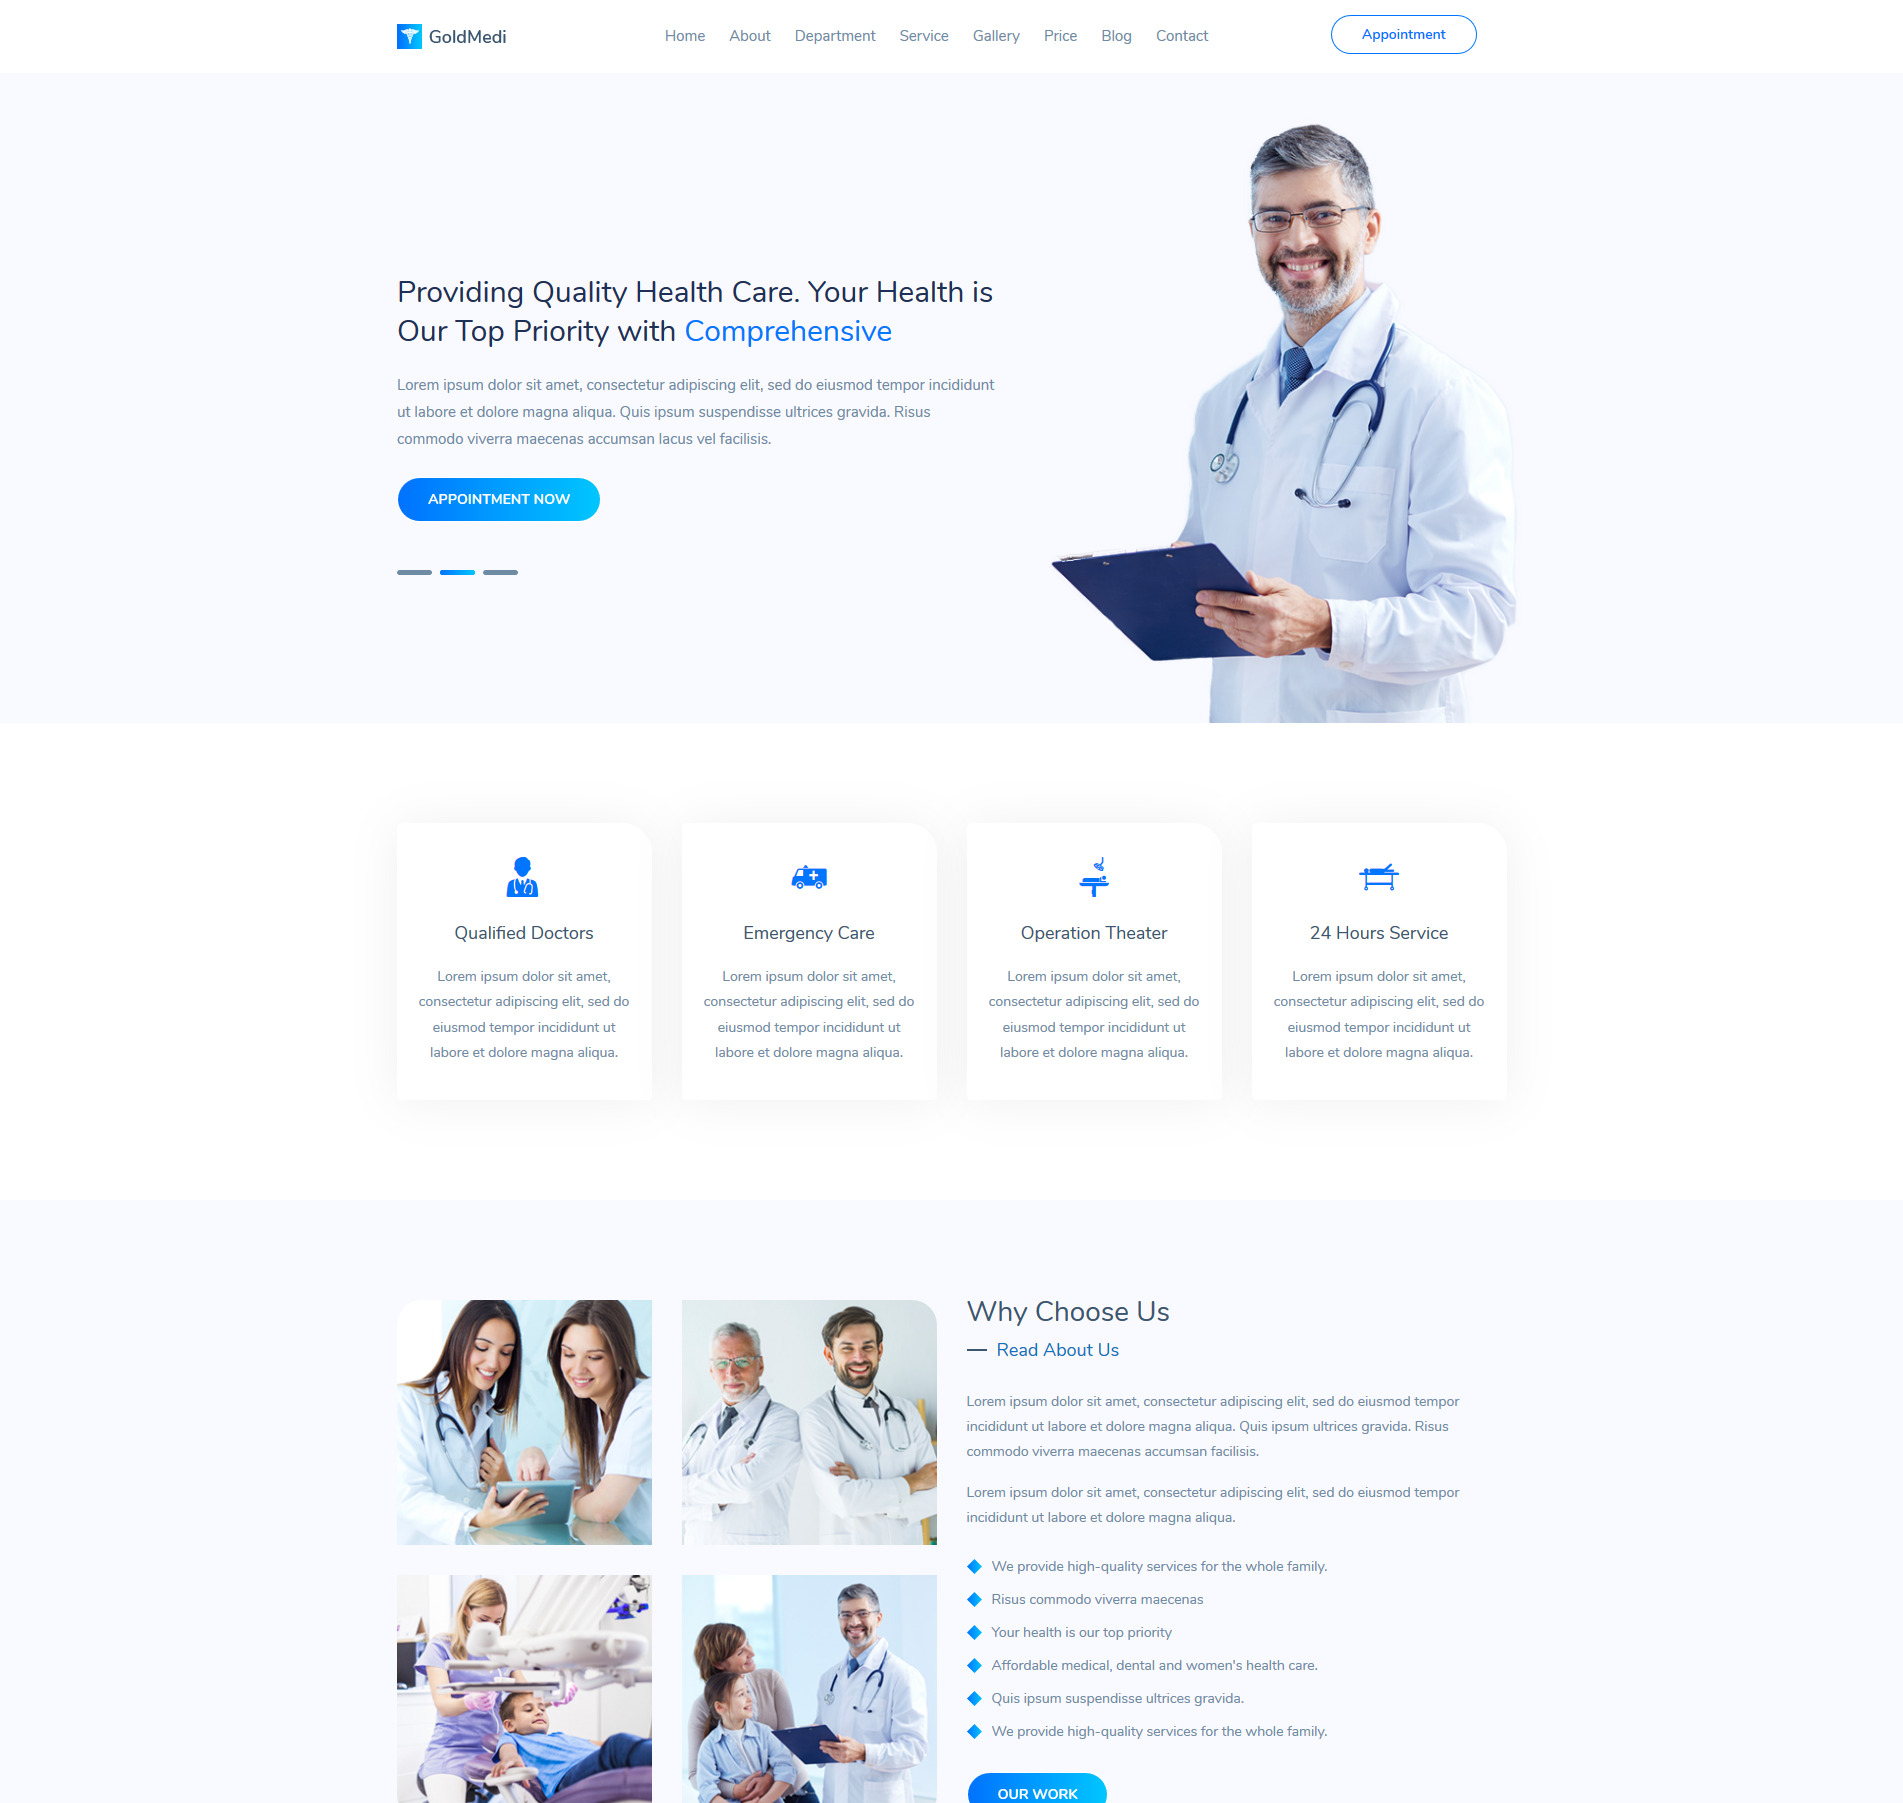 GoldMedi
Home About Department Service Gallery Price Blog Contact
Appointment
Providing Quality Health Care. Your Health is
Our Top Priority with Comprehensive
Lorem ipsum dolor sit amet, consectetur adipiscing elit, sed do eiusmod tempor incididunt
ut labore et dolore magna aliqua. Quis ipsum suspendisse ultrices gravida. Risus
commodo viverra maecenas accumsan lacus vel facilisis.
APPOINTMENT NOW
Qualified Doctors
Lorem ipsum dolor sit amet,
consectetur adipiscing elit, sed do
eiusmod tempor incididunt ut
labore et dolore magna aliqua.
Emergency Care
Lorem ipsum dolor sit amet,
consectetur adipiscing elit, sed do
eiusmod tempor incididunt ut
labore et dolore magna aliqua.
Operation Theater
Lorem ipsum dolor sit amet,
consectetur adipiscing elit, sed do
eiusmod tempor incididunt ut
labore et dolore magna aliqua.
24 Hours Service
Lorem ipsum dolor sit amet,
consectetur adipiscing elit, sed do
eiusmod tempor incididunt ut
labore et dolore magna aliqua.
Why Choose Us
Read About Us
Lorem ipsum dolor sit amet, consectetur adipiscing elit, sed do eiusmod tempor
incididunt ut labore et dolore magna aliqua. Quis ipsum ultrices gravida. Risus
commodo viverra maecenas accumsan facilisis.
Lorem ipsum dolor sit amet, consectetur adipiscing elit, sed do eiusmod tempor
incididunt ut labore et dolore magna aliqua.
We provide high-quality services for the whole family.
Risus commodo viverra maecenas
Your health is our top priority
Affordable medical, dental and women's health care.
Quis ipsum suspendisse ultrices gravida.
We provide high-quality services for the whole family.
OUR WORK